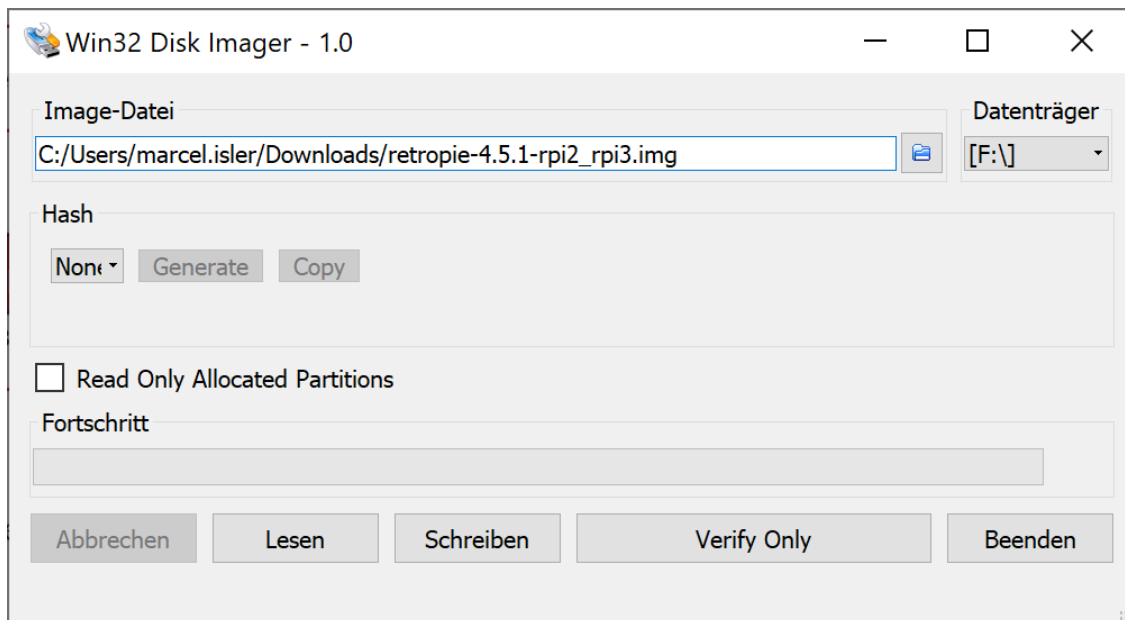 Win32 Disk Imager - 1.0
Image-Datei
Datenträger
C:/Users/marcel.isler/Downloads/retropie-4.5.1-rpi2_rpi3.img
[F:\]
Hash
None
Generate
Copy
Read Only Allocated Partitions
Fortschritt
Abbrechen
Lesen
Schreiben
Verify Only
Beenden